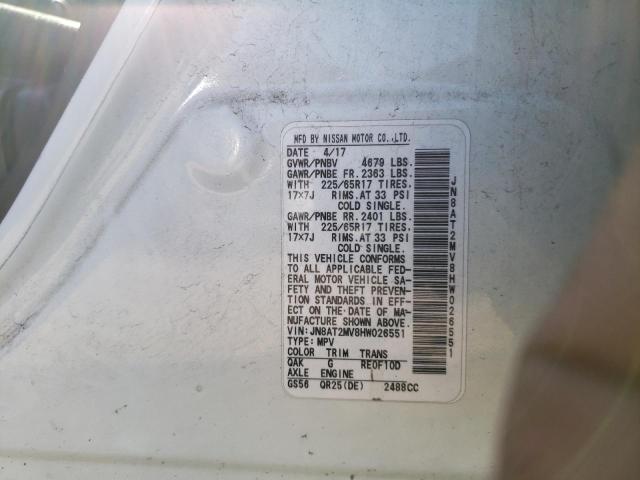 MFD BY NISSAN MOTOR CO.,LTD.
DATE 4/17
GVWR/PNBV 4679 LBS.
GAWR/PNBE FR. 2363 LBS.
WITH 225/65R17 TIRES.
17×7J RIMS.AT 33 PSI
COLD SINGLE.
GAWR/PNBE RR. 2401 LBS.
WITH 225/65R17 TIRES.
17×7J RIMS.AT 33 PSI
COLD SINGLE.
THIS VEHICLE CONFORMS
TO ALL APPLICABLE FED-
ERAL MOTOR VEHICLE SA-
FETY AND THEFT PREVEN-
TION STANDARDS IN EFF-
ECT ON THE DATE OF MA-
NUFACTURE SHOWN ABOVE.
VIN:JN8AT2MV8HW026551
TYPE:MPV
COLOR TRIM TRANS
QAK G RE0F10D
AXLE ENGINE
GS56 QR25(DE) 2488CC
JN8AT2MV8HW026551